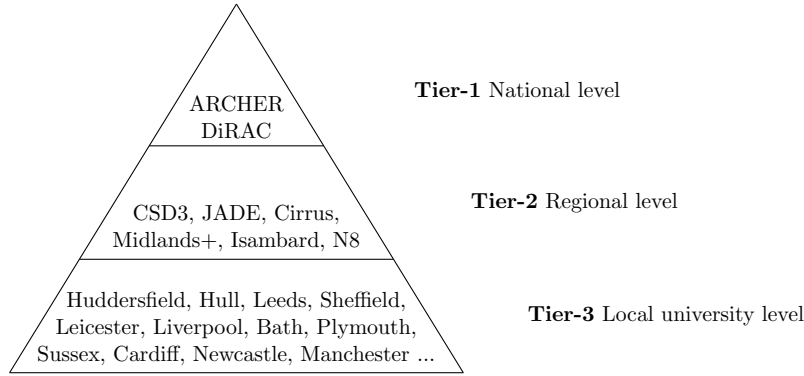 ARCHER
DiRAC
Tier-1 National level
CSD3, JADE, Cirrus,
Midlands+, Isambard, N8
Tier-2 Regional level
Huddersfield, Hull, Leeds, Sheffield,
Leicester, Liverpool, Bath, Plymouth,
Sussex, Cardiff, Newcastle, Manchester ...
Tier-3 Local university level